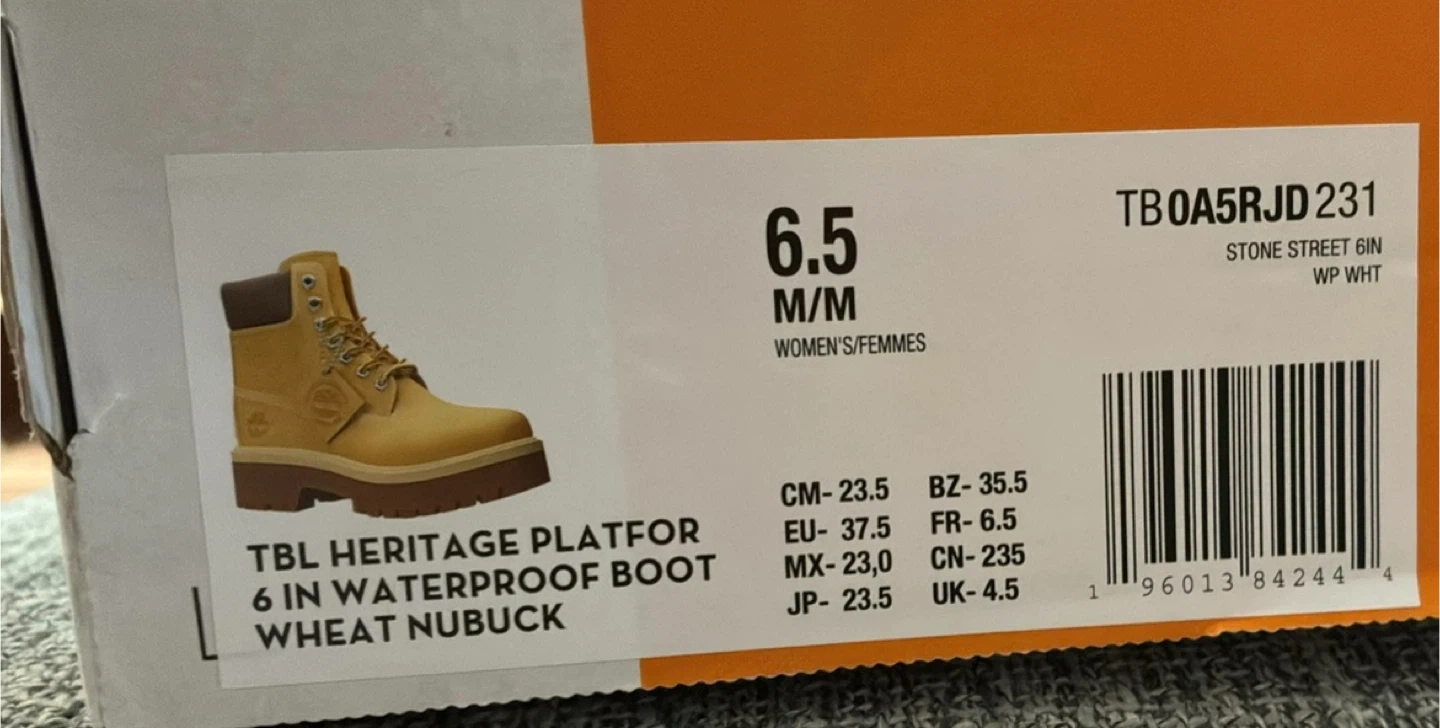 TBL HERITAGE PLATFOR
6 IN WATERPROOF BOOT
WHEAT NUBUCK
6.5
M/M
WOMEN'S/FEMMES
CM- 23.5 BZ- 35.5
EU- 37.5 FR- 6.5
MX- 23,0 CN- 235
JP- 23.5 UK- 4.5
TB0A5RJD231
STONE STREET 6IN
WP WHT
1 96013 84244 4